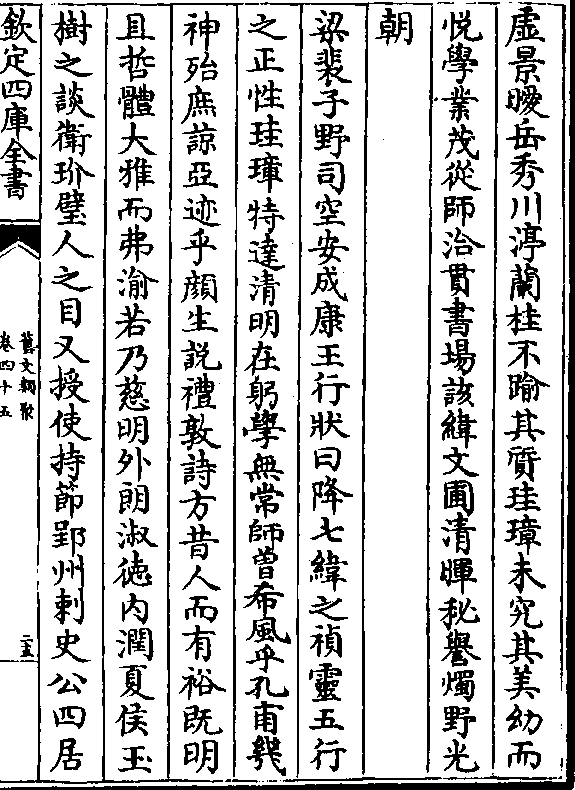 虛景曖岳秀川渟蘭桂不踰其質珪璋未究其美幼而
悅學業茂從師洽貫書場該緯文圃清暉秘譽燭野光
朝
梁裴子野司空安成康王行狀曰降七緯之禎靈五行
之正性珪璋特達清明在躬學無常師曽希風乎孔甫幾
神殆庶諒亞迹乎顔生説禮敦詩方昔人而有裕既明
且哲體大雅而弗渝若乃慈明外朗淑徳内潤夏侯玉
樹之談衛玠璧人之目又授使持節郢州刺史公四居
欽定四庫全書
藝文類聚
卷四十五
二五